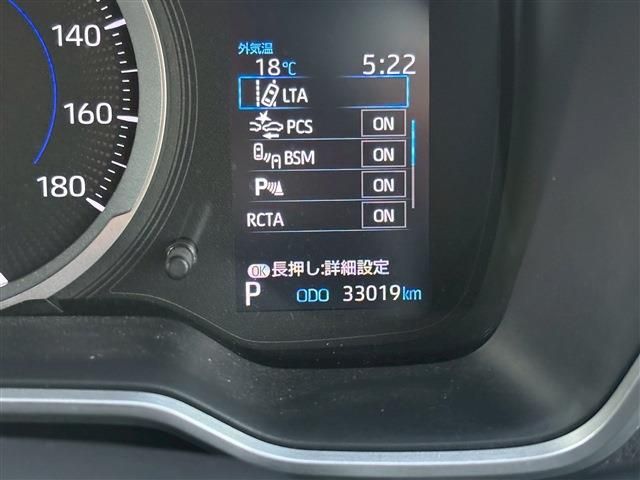 140
160
180
外気温
18℃ 5:22
LTA
PCS ON
BSM ON
P ON
RCTA ON
OK長押し:詳細設定
P ODO 33019km